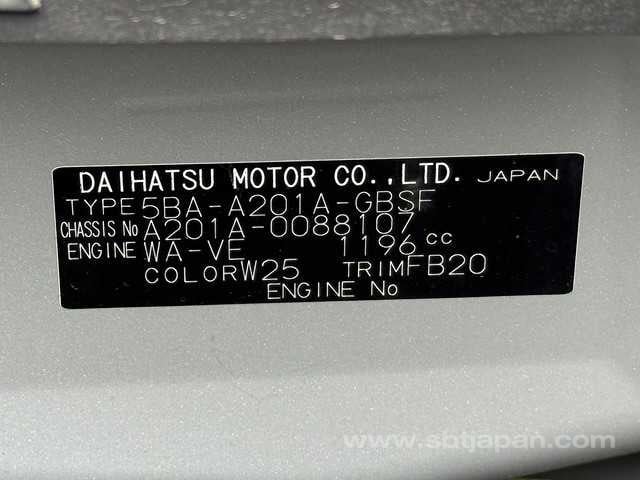 DAIHATSU MOTOR CO.,LTD. JAPAN
TYPE 5BA-A201A-GBSF
CHASSIS No A201A-0088107
ENGINE WA-VE 1196 cc
COLOR W25 TRIM FB20
ENGINE No
www.sbtjapan.com